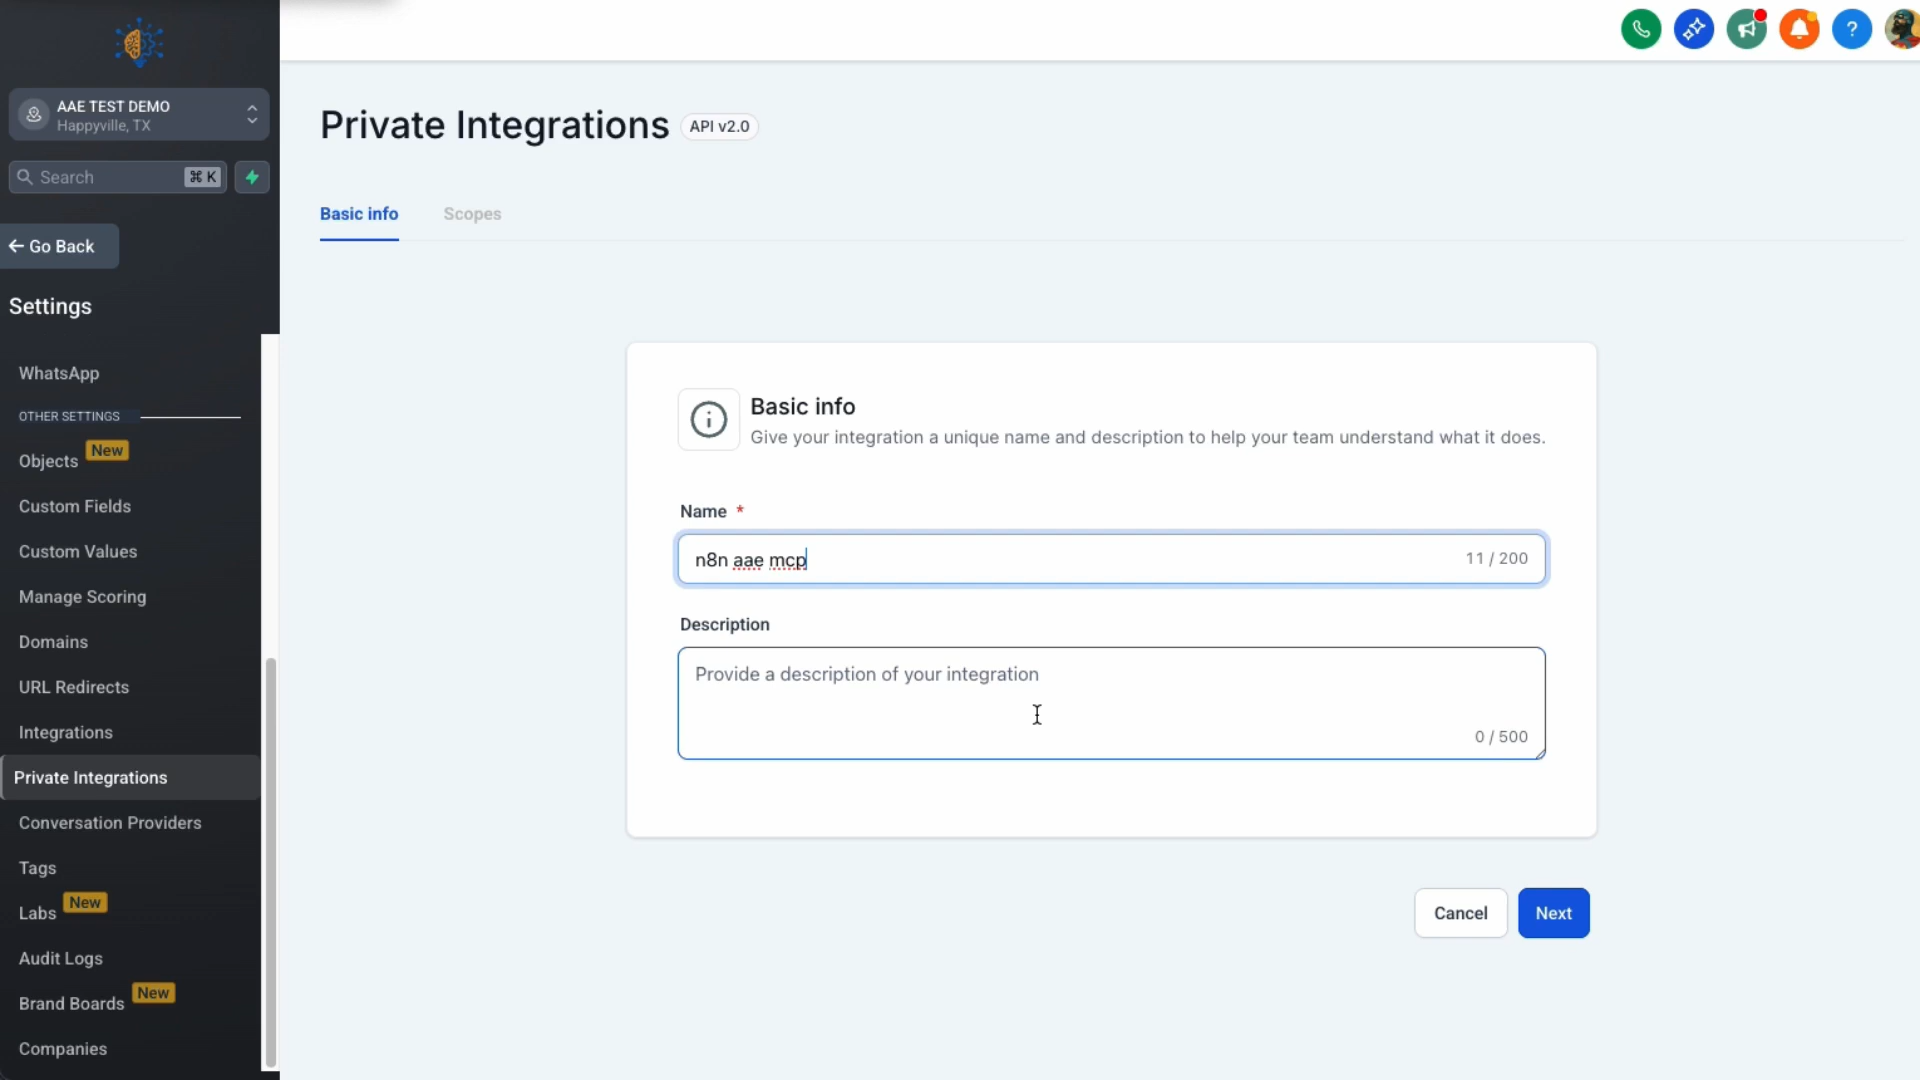 AAE TEST DEMO
Happyville, TX
Search
⌘ K
← Go Back
Settings
WhatsApp
OTHER SETTINGS
Objects New
Custom Fields
Custom Values
Manage Scoring
Domains
URL Redirects
Integrations
Private Integrations
Conversation Providers
Tags
Labs New
Audit Logs
Brand Boards New
Companies
?
Private Integrations API v2.0
Basic info Scopes
Basic info
Give your integration a unique name and description to help your team understand what it does.
Name *
n8n aae mcp 11 / 200
Description
Provide a description of your integration
0 / 500
Cancel Next